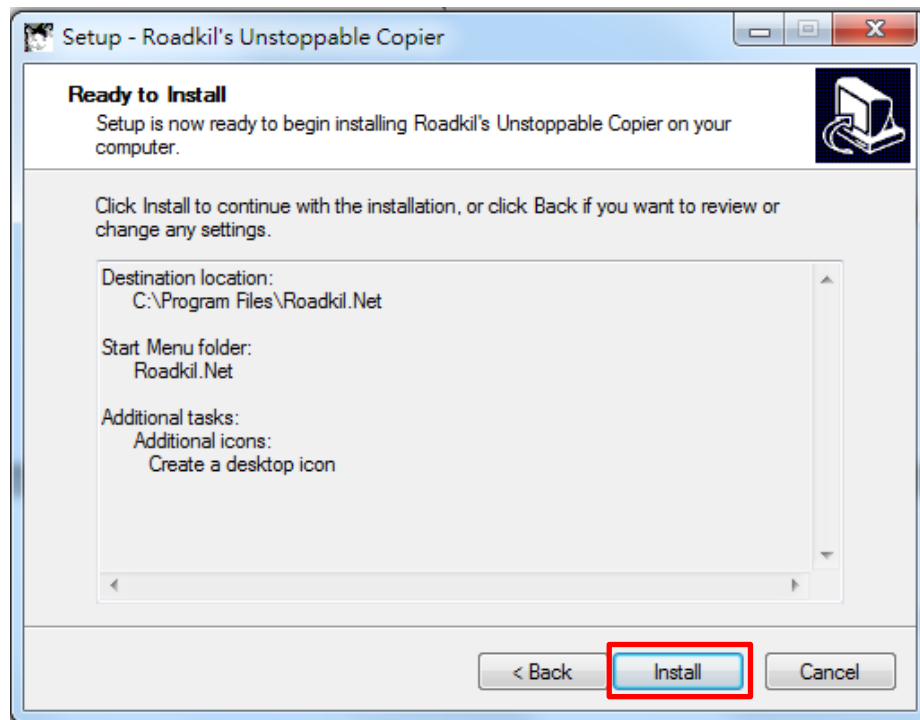 Setup - Roadkil's Unstoppable Copier
Ready to Install
Setup is now ready to begin installing Roadkil's Unstoppable Copier on your
computer.
Click Install to continue with the installation, or click Back if you want to review or
change any settings.
Destination location:
C:\Program Files\Roadkil.Net
Start Menu folder:
Roadkil.Net
Additional tasks:
Additional icons:
Create a desktop icon
< Back
Install
Cancel